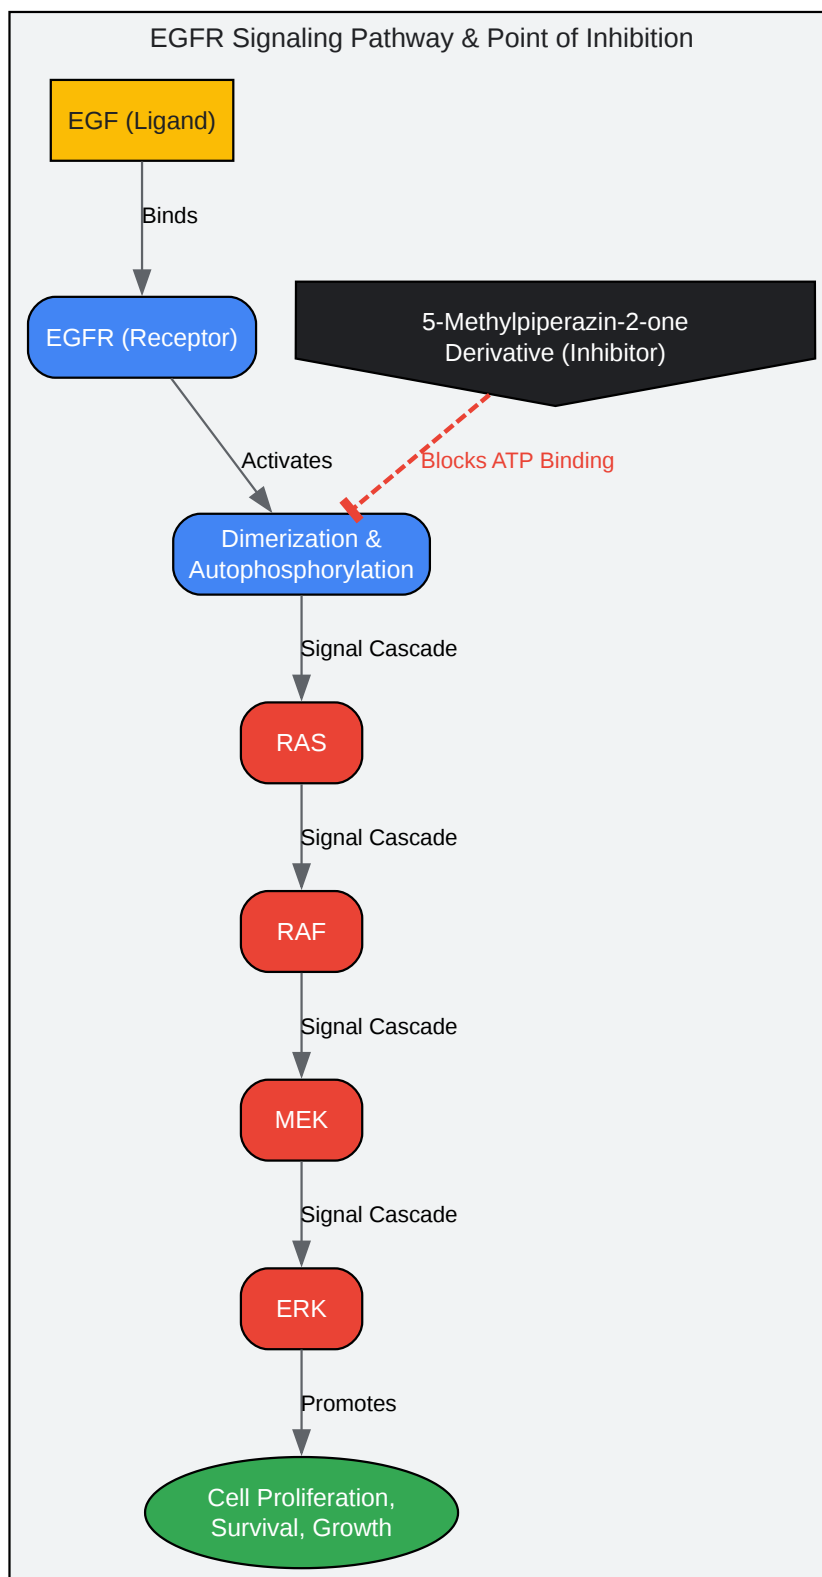 EGFR Signaling Pathway & Point of Inhibition
EGF (Ligand)
Binds
EGFR (Receptor)
5-Methylpiperazin-2-one
Derivative (Inhibitor)
Activates
Blocks ATP Binding
Dimerization &
Autophosphorylation
Signal Cascade
RAS
Signal Cascade
RAF
Signal Cascade
MEK
Signal Cascade
ERK
Promotes
Cell Proliferation,
Survival, Growth